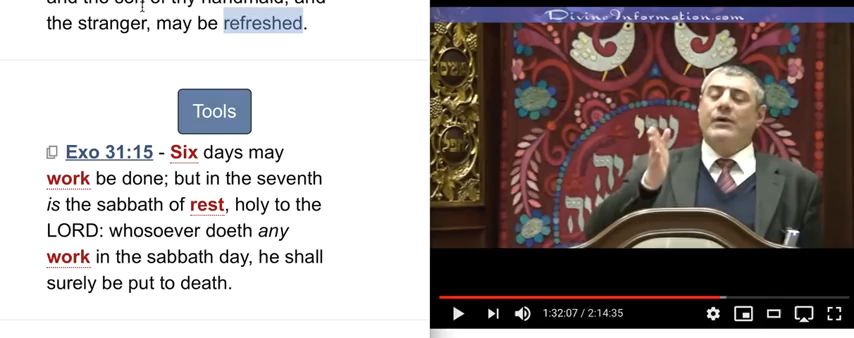 the stranger, may be refreshed.
Tools
Exo 31:15 - Six days may
work be done; but in the seventh
is the sabbath of rest, holy to the
LORD: whosoever doeth any
work in the sabbath day, he shall
surely be put to death.
DivineInformation.com
1:32:07 / 2:14:35